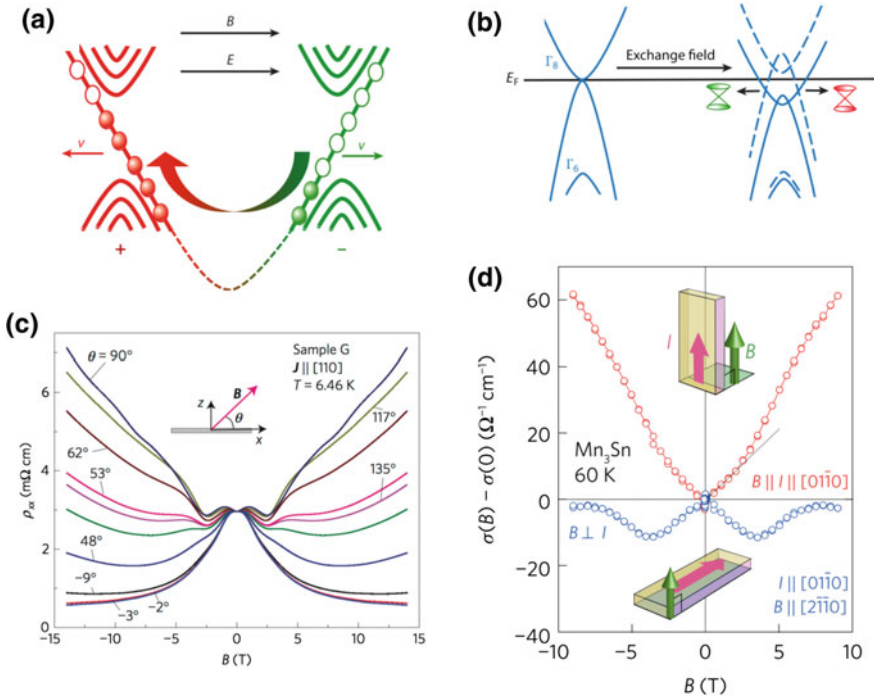 (a)
B
E
v
v
+
−
(b)
Γ8
Exchange field
EF
Γ6
(c)
θ = 90°
Sample G
J || [110]
T = 6.46 K
z
B
θ
x
117°
62°
53°
135°
48°
−9°
−3°
−2°
6
4
2
0
ρxx (mΩ cm)
−15 −10 −5 0 5 10 15
B (T)
(d)
60
40
20
0
−20
−40
σ(B) − σ(0) (Ω⁻¹ cm⁻¹)
I
B
Mn₃Sn
60 K
B || I || [011̄0]
B ⊥ I
I || [011̄0]
B || [21̄1̄0]
−10 −5 0 5 10
B (T)